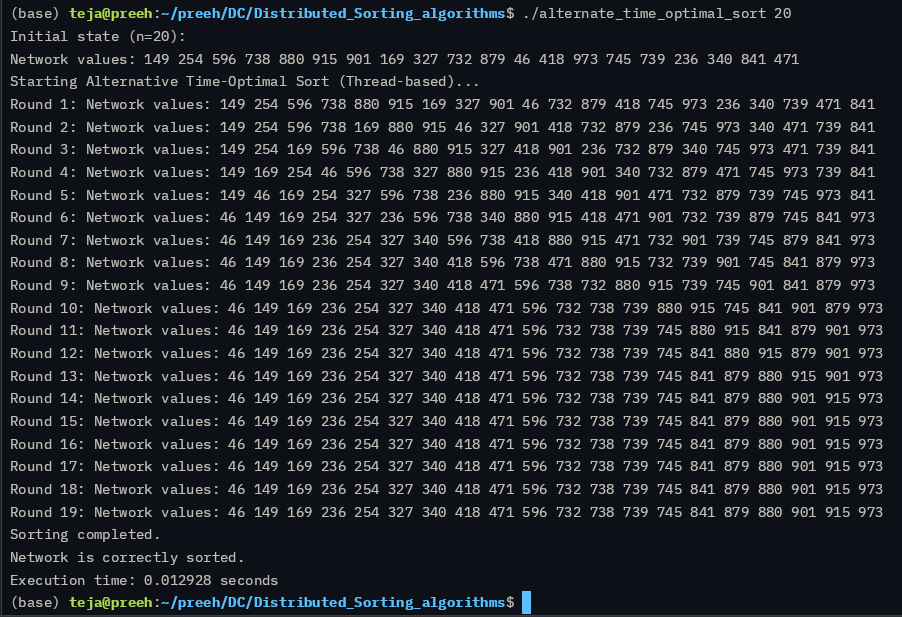 (base) teja@preeh:~/preeh/DC/Distributed_Sorting_algorithms$ ./alternate_time_optimal_sort 20
Initial state (n=20):
Network values: 149 254 596 738 880 915 901 169 327 732 879 46 418 973 745 739 236 340 841 471
Starting Alternative Time-Optimal Sort (Thread-based)...
Round 1: Network values: 149 254 596 738 880 915 169 327 901 46 732 879 418 745 973 236 340 739 471 841
Round 2: Network values: 149 254 596 738 169 880 915 46 327 901 418 732 879 236 745 973 340 471 739 841
Round 3: Network values: 149 254 169 596 738 46 880 915 327 418 901 236 732 879 340 745 973 471 739 841
Round 4: Network values: 149 169 254 46 596 738 327 880 915 236 418 901 340 732 879 471 745 973 739 841
Round 5: Network values: 149 46 169 254 327 596 738 236 880 915 340 418 901 471 732 879 739 745 973 841
Round 6: Network values: 46 149 169 254 327 236 596 738 340 880 915 418 471 901 732 739 879 745 841 973
Round 7: Network values: 46 149 169 236 254 327 340 596 738 418 880 915 471 732 901 739 745 879 841 973
Round 8: Network values: 46 149 169 236 254 327 340 418 596 738 471 880 915 732 739 901 745 841 879 973
Round 9: Network values: 46 149 169 236 254 327 340 418 471 596 738 732 880 915 739 745 901 841 879 973
Round 10: Network values: 46 149 169 236 254 327 340 418 471 596 732 738 739 880 915 745 841 901 879 973
Round 11: Network values: 46 149 169 236 254 327 340 418 471 596 732 738 739 745 880 915 841 879 901 973
Round 12: Network values: 46 149 169 236 254 327 340 418 471 596 732 738 739 745 841 880 915 879 901 973
Round 13: Network values: 46 149 169 236 254 327 340 418 471 596 732 738 739 745 841 879 880 915 901 973
Round 14: Network values: 46 149 169 236 254 327 340 418 471 596 732 738 739 745 841 879 880 901 915 973
Round 15: Network values: 46 149 169 236 254 327 340 418 471 596 732 738 739 745 841 879 880 901 915 973
Round 16: Network values: 46 149 169 236 254 327 340 418 471 596 732 738 739 745 841 879 880 901 915 973
Round 17: Network values: 46 149 169 236 254 327 340 418 471 596 732 738 739 745 841 879 880 901 915 973
Round 18: Network values: 46 149 169 236 254 327 340 418 471 596 732 738 739 745 841 879 880 901 915 973
Round 19: Network values: 46 149 169 236 254 327 340 418 471 596 732 738 739 745 841 879 880 901 915 973
Sorting completed.
Network is correctly sorted.
Execution time: 0.012928 seconds
(base) teja@preeh:~/preeh/DC/Distributed_Sorting_algorithms$